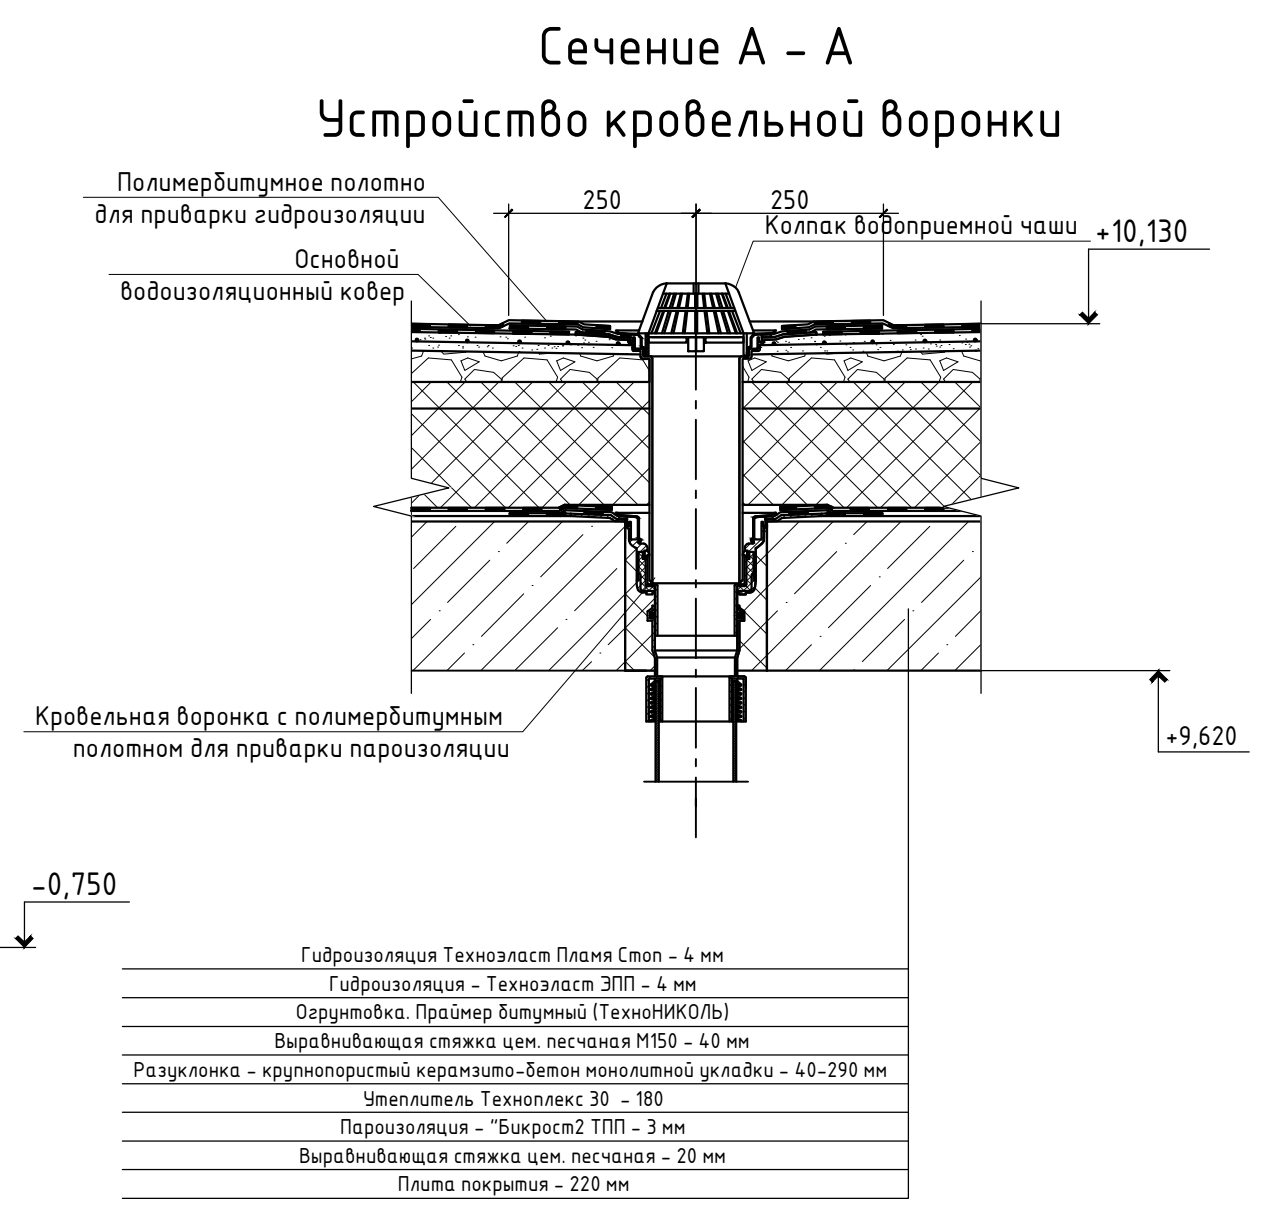 Сечение А - А
Устройство кровельной воронки
Полимербитумное полотно
для приварки гидроизоляции
250
250
Колпак водоприемной чаши
+10,130
Основной
водоизоляционный ковер
Кровельная воронка с полимербитумным
полотном для приварки пароизоляции
+9,620
-0,750
Гидроизоляция Техноэласт Пламя Стоп - 4 мм
Гидроизоляция - Техноэласт ЭПП - 4 мм
Огрунтовка. Праймер битумный (ТехноНИКОЛЬ)
Выравнивающая стяжка цем. песчаная М150 - 40 мм
Разуклонка - крупнопористый керамзито-бетон монолитной укладки - 40-290 мм
Утеплитель Техноплекс 30 - 180
Пароизоляция - "Бикрост2 ТПП - 3 мм
Выравнивающая стяжка цем. песчаная - 20 мм
Плита покрытия - 220 мм